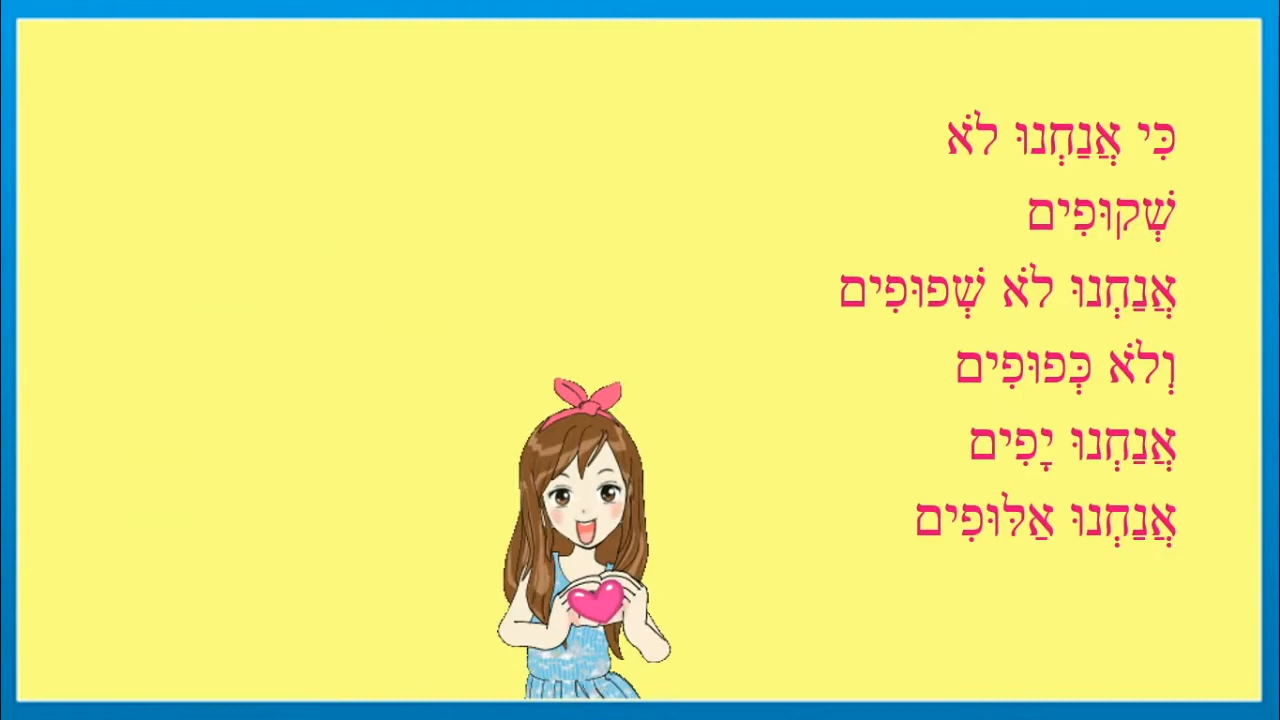 כִּי אֲנַחְנוּ לֹא
שְׁקוּפִים
אֲנַחְנוּ לֹא שְׁפוּפִים
וְלֹא כְּפוּפִים
אֲנַחְנוּ יָפִים
אֲנַחְנוּ אַלּוּפִים